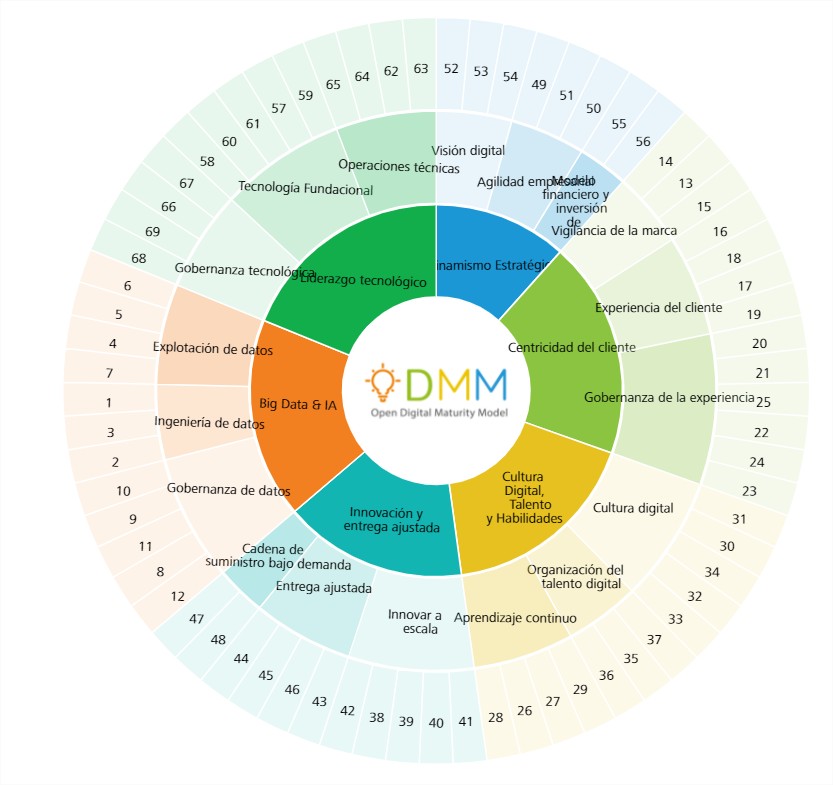 63
52
53
54
49
51
50
55
56
14
13
15
16
18
17
19
20
21
25
22
24
23
31
30
34
32
33
37
35
36
29
27
26
28
41
40
39
38
42
43
46
45
44
48
47
12
8
11
9
10
2
3
1
7
4
5
6
68
69
66
67
58
60
61
57
59
65
64
62
Visión digital
Agilidad empresarial
Modelo
financiero y
inversión
de
Vigilancia de la marca
Experiencia del cliente
Gobernanza de la experiencia
Cultura digital
Organización del
talento digital
Aprendizaje continuo
Innovar a
escala
Entrega ajustada
Cadena de
suministro bajo demanda
Gobernanza de datos
Ingeniería de datos
Explotación de datos
Gobernanza tecnológica
Tecnología Fundacional
Operaciones técnicas
inamismo Estratégic
Centricidad del cliente
Cultura
Digital,
Talento
y Habilidades
Innovación y
entrega ajustada
Big Data & IA
Liderazgo tecnológico
DMM
Open Digital Maturity Model